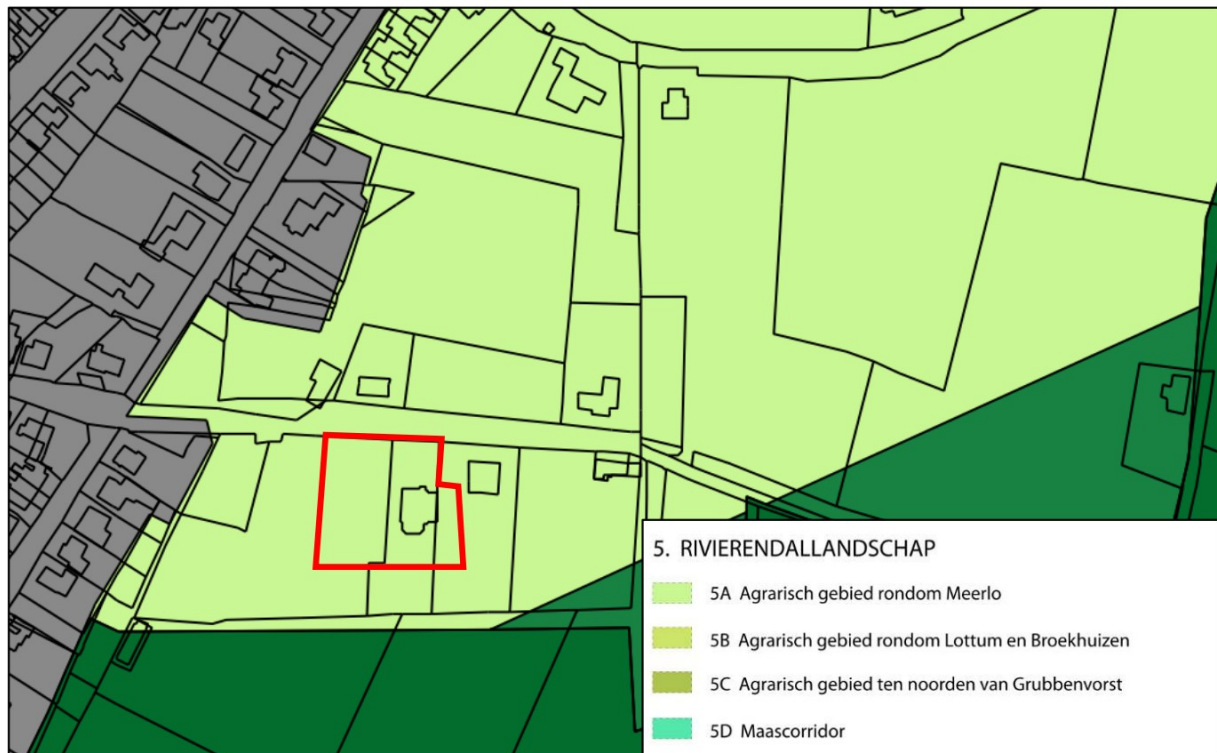 5. RIVIERENDALLANDSCHAP
5A Agrarisch gebied rondom Meerlo
5B Agrarisch gebied rondom Lottum en Broekhuizen
5C Agrarisch gebied ten noorden van Grubbenvorst
5D Maascorridor